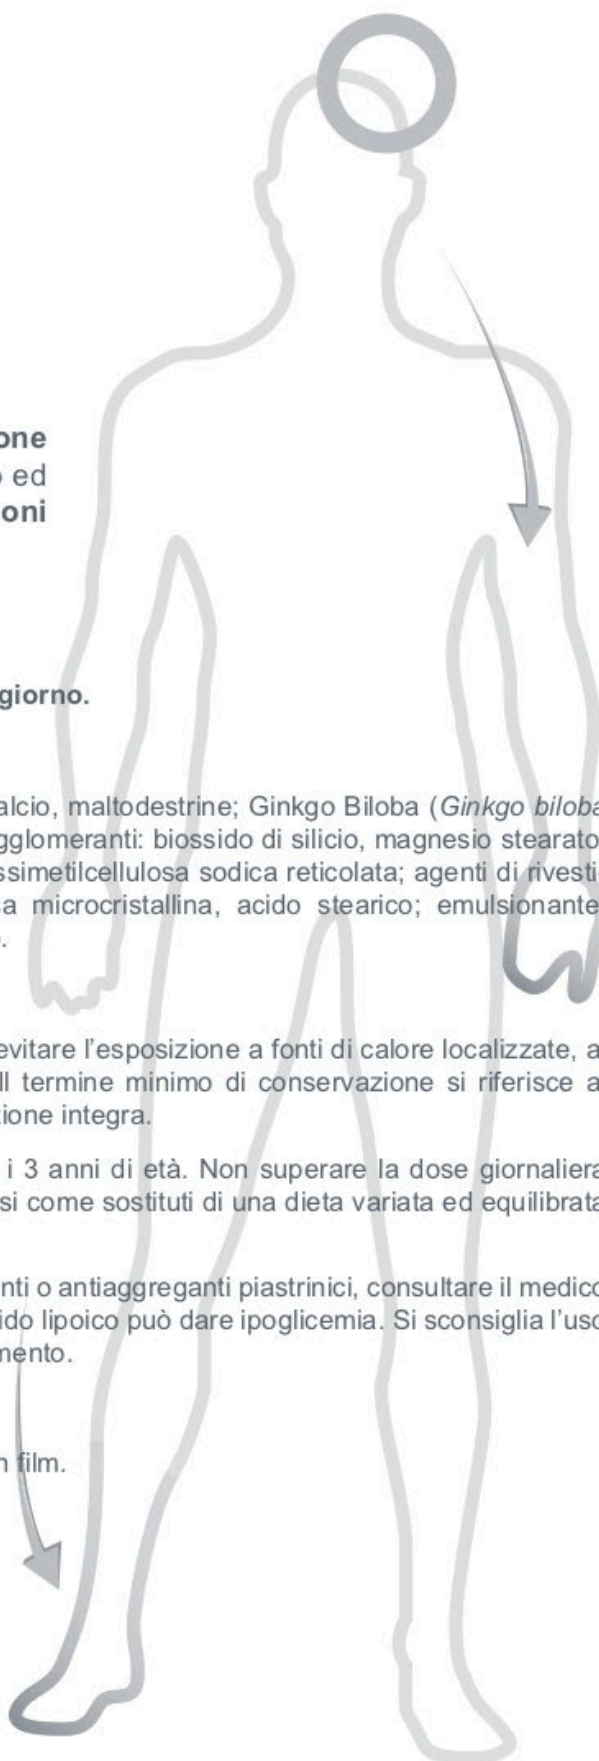 one
o ed
oni
giorno.
alcio, maltodestrine; Ginkgo Biloba (Ginkgo biloba
gglomeranti: biossido di silicio, magnesio stearato
ssimetilcellulosa sodica reticolata; agenti di rivesti-
sa microcristallina, acido stearico; emulsionante
o.
evitare l’esposizione a fonti di calore localizzate, a
Il termine minimo di conservazione si riferisce a
zione integra.
i 3 anni di età. Non superare la dose giornaliera
si come sostituti di una dieta variata ed equilibrata
nti o antiaggreganti piastrinici, consultare il medico
ido lipoico può dare ipoglicemia. Si sconsiglia l’uso
mento.
n film.